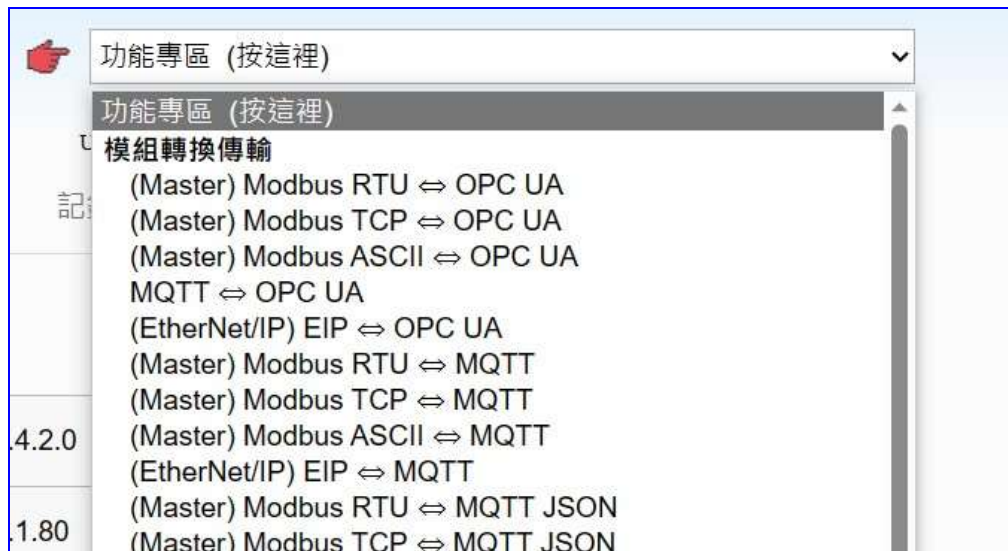 功能專區 (按這裡)
功能專區 (按這裡)
模組轉換傳輸
(Master) Modbus RTU ⇔ OPC UA
記
(Master) Modbus TCP ⇔ OPC UA
(Master) Modbus ASCII ⇔ OPC UA
MQTT ⇔ OPC UA
(EtherNet/IP) EIP ⇔ OPC UA
(Master) Modbus RTU ⇔ MQTT
(Master) Modbus TCP ⇔ MQTT
.4.2.0
(Master) Modbus ASCII ⇔ MQTT
(EtherNet/IP) EIP ⇔ MQTT
(Master) Modbus RTU ⇔ MQTT JSON
.1.80
(Master) Modbus TCP ⇔ MQTT JSON